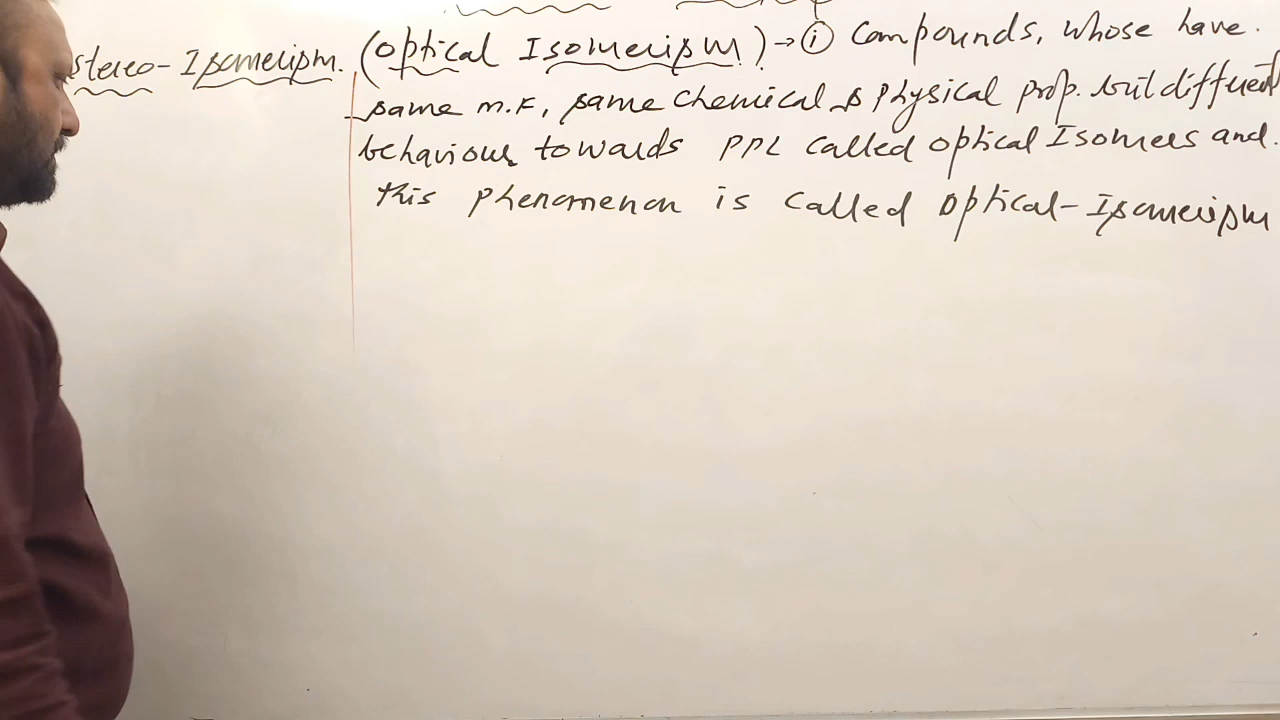 stereo-Isomerism. (optical Isomerism) → (i) Compounds, whose have.
same m.F, same Chemical & Physical prop. but different
behaviour towards PPL called optical Isomers and.
this phenomenon is called optical-Isomerism